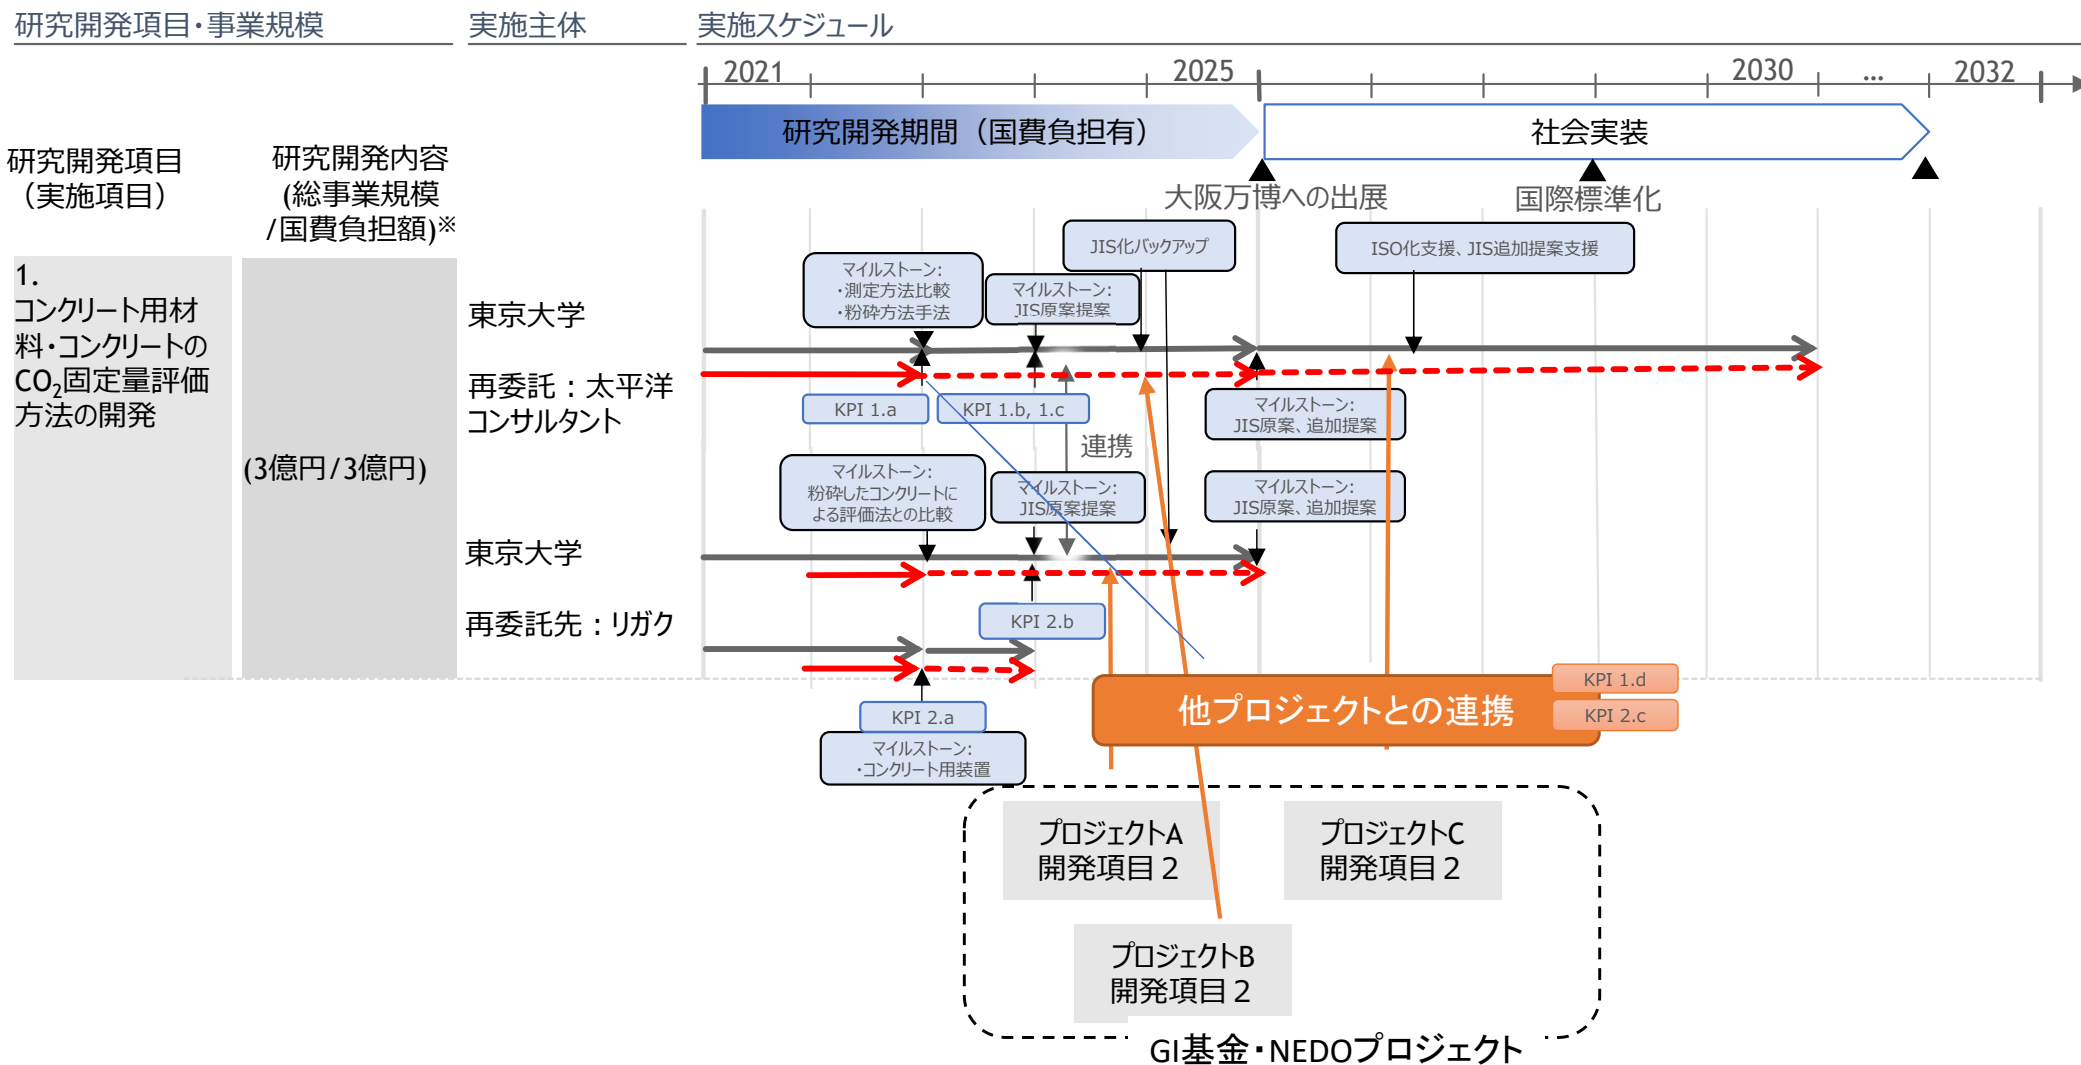 研究開発項目・事業規模
実施主体
実施スケジュール
2021
2025
2030
...
2032
研究開発期間（国費負担有）
社会実装
研究開発項目
（実施項目）
研究開発内容
(総事業規模
/国費負担額)※
大阪万博への出展
国際標準化
1.
コンクリート用材
料・コンクリートの
CO2固定量評価
方法の開発
(3億円/3億円)
東京大学
再委託：太平洋
コンサルタント
東京大学
再委託先：リガク
マイルストーン:
・測定方法比較
・粉砕方法手法
マイルストーン:
JIS原案提案
JIS化バックアップ
ISO化支援、JIS追加提案支援
KPI 1.a
KPI 1.b, 1.c
マイルストーン:
JIS原案、追加提案
連携
マイルストーン:
粉砕したコンクリートに
よる評価法との比較
マイルストーン:
JIS原案提案
マイルストーン:
JIS原案、追加提案
KPI 2.b
KPI 2.a
マイルストーン:
・コンクリート用装置
他プロジェクトとの連携
KPI 1.d
KPI 2.c
プロジェクトA
開発項目２
プロジェクトC
開発項目２
プロジェクトB
開発項目２
GI基金・NEDOプロジェクト